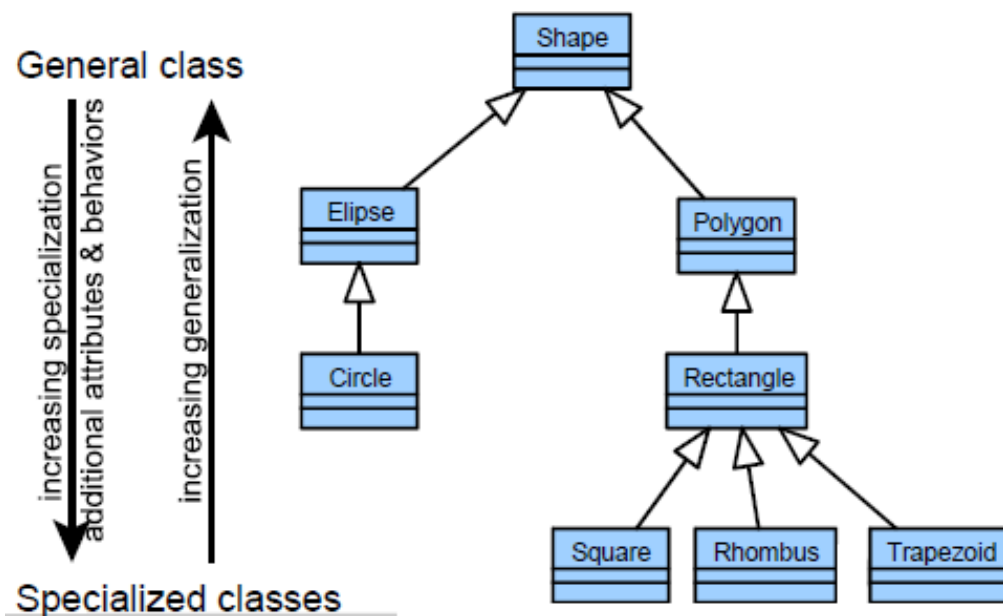 Shape
General class
increasing specialization
additional attributes & behaviors
increasing generalization
Elipse
Polygon
Circle
Rectangle
Square
Rhombus
Trapezoid
Specialized classes